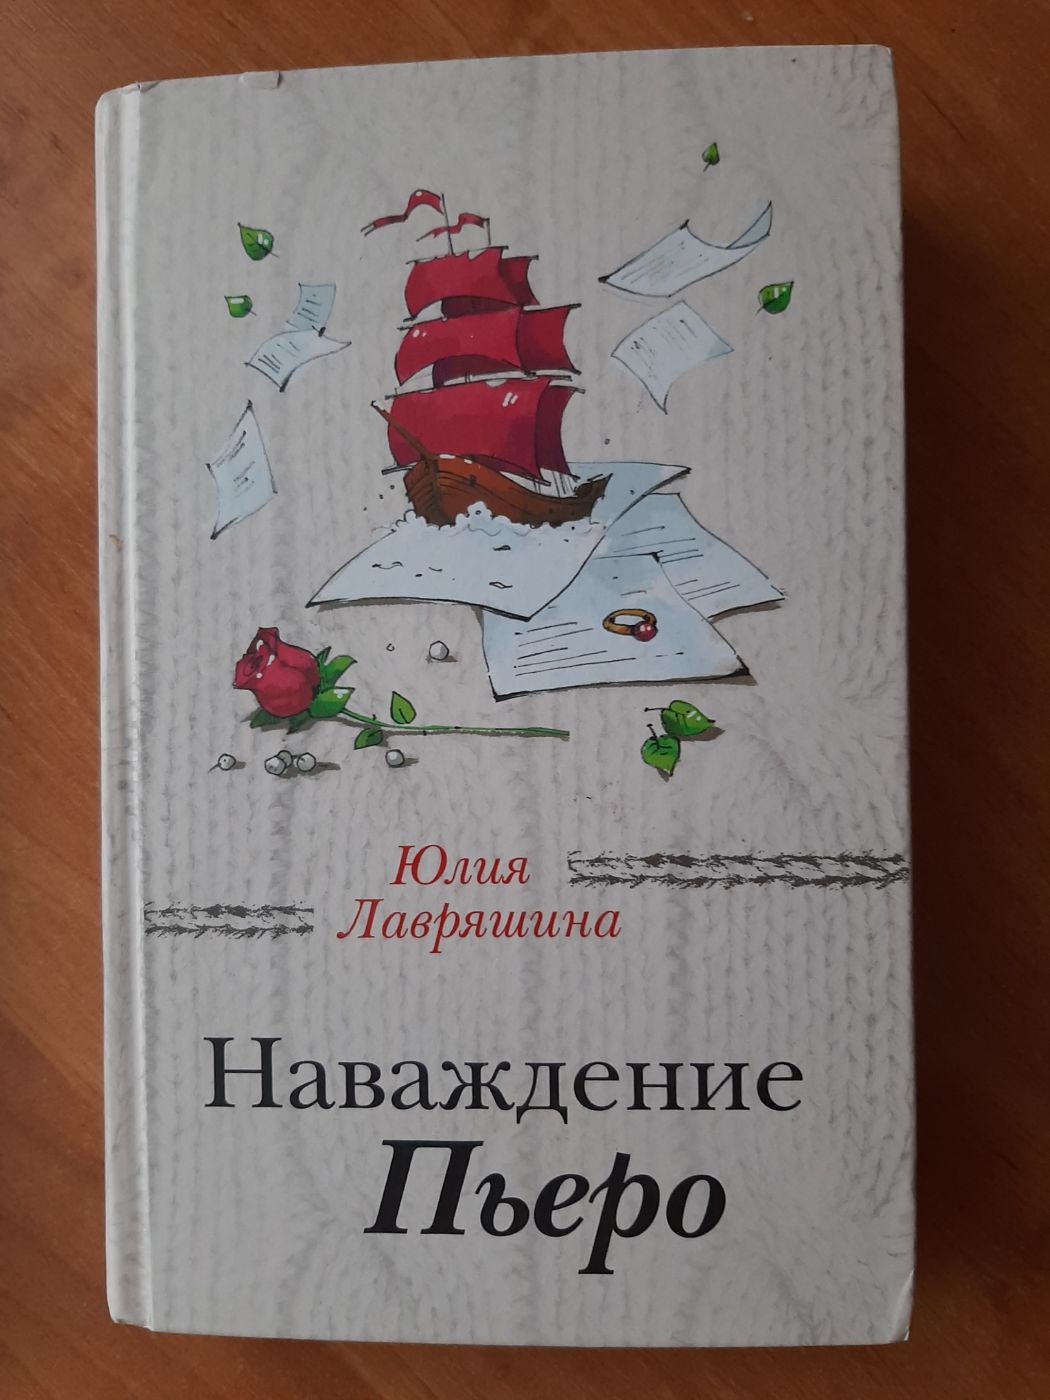 Юлия
Лавряшина
Наваждение
Пьеро